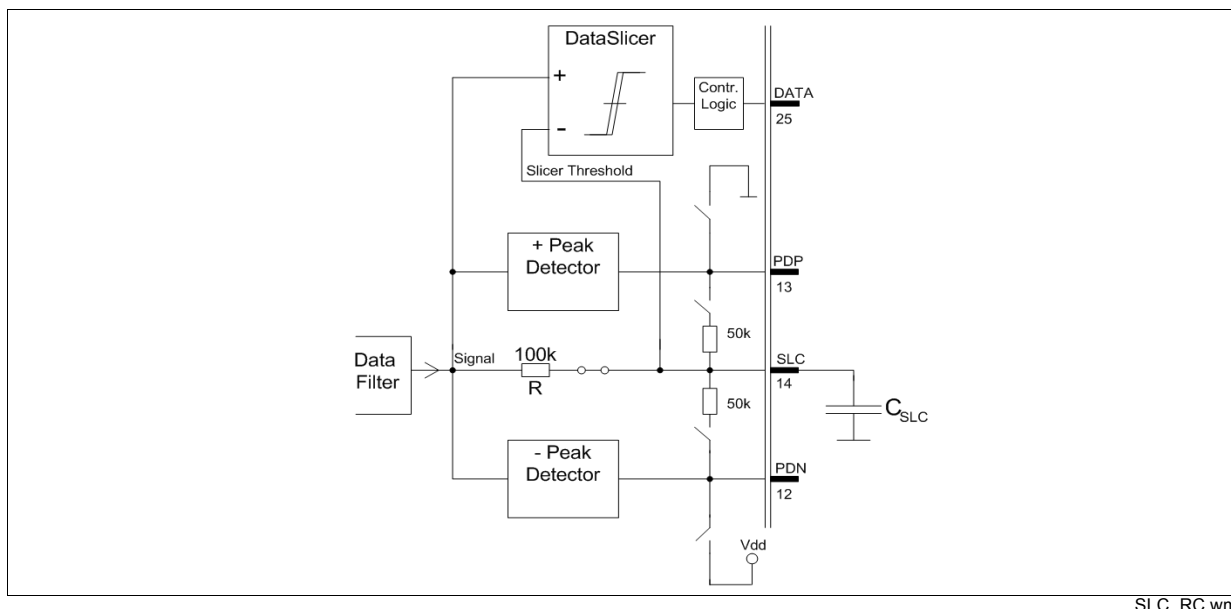 DataSlicer
+
-
Contr.
Logic
DATA
25
Slicer Threshold
+ Peak
Detector
PDP
13
50k
Data
Filter
Signal
100k
R
SLC
14
C_SLC
50k
- Peak
Detector
PDN
12
Vdd